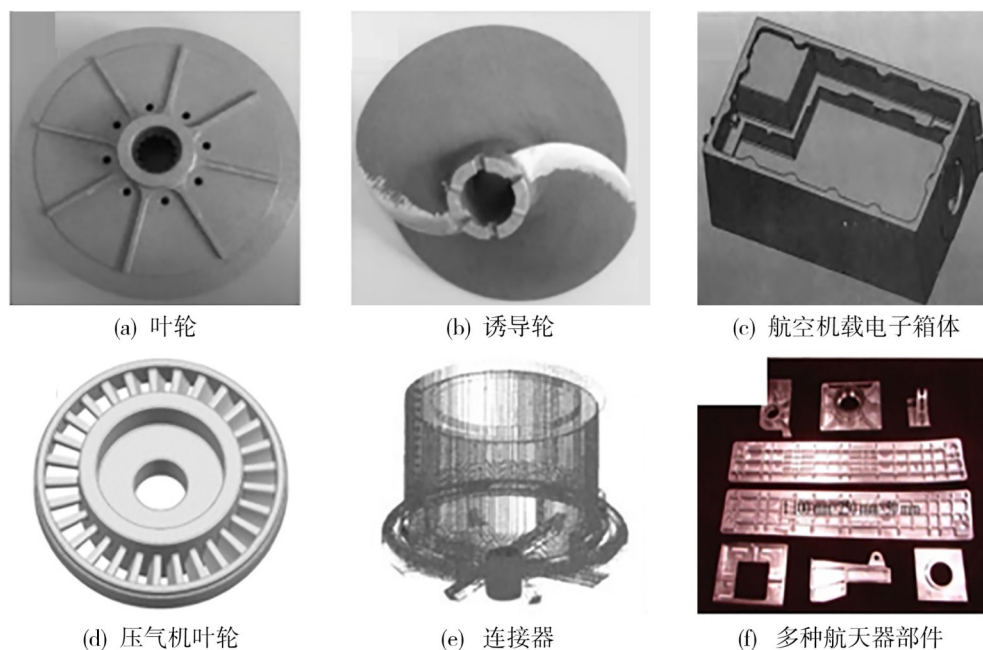 (a) 叶轮
(b) 诱导轮
(c) 航空机载电子箱体
(d) 压气机叶轮
(e) 连接器
(f) 多种航天器部件